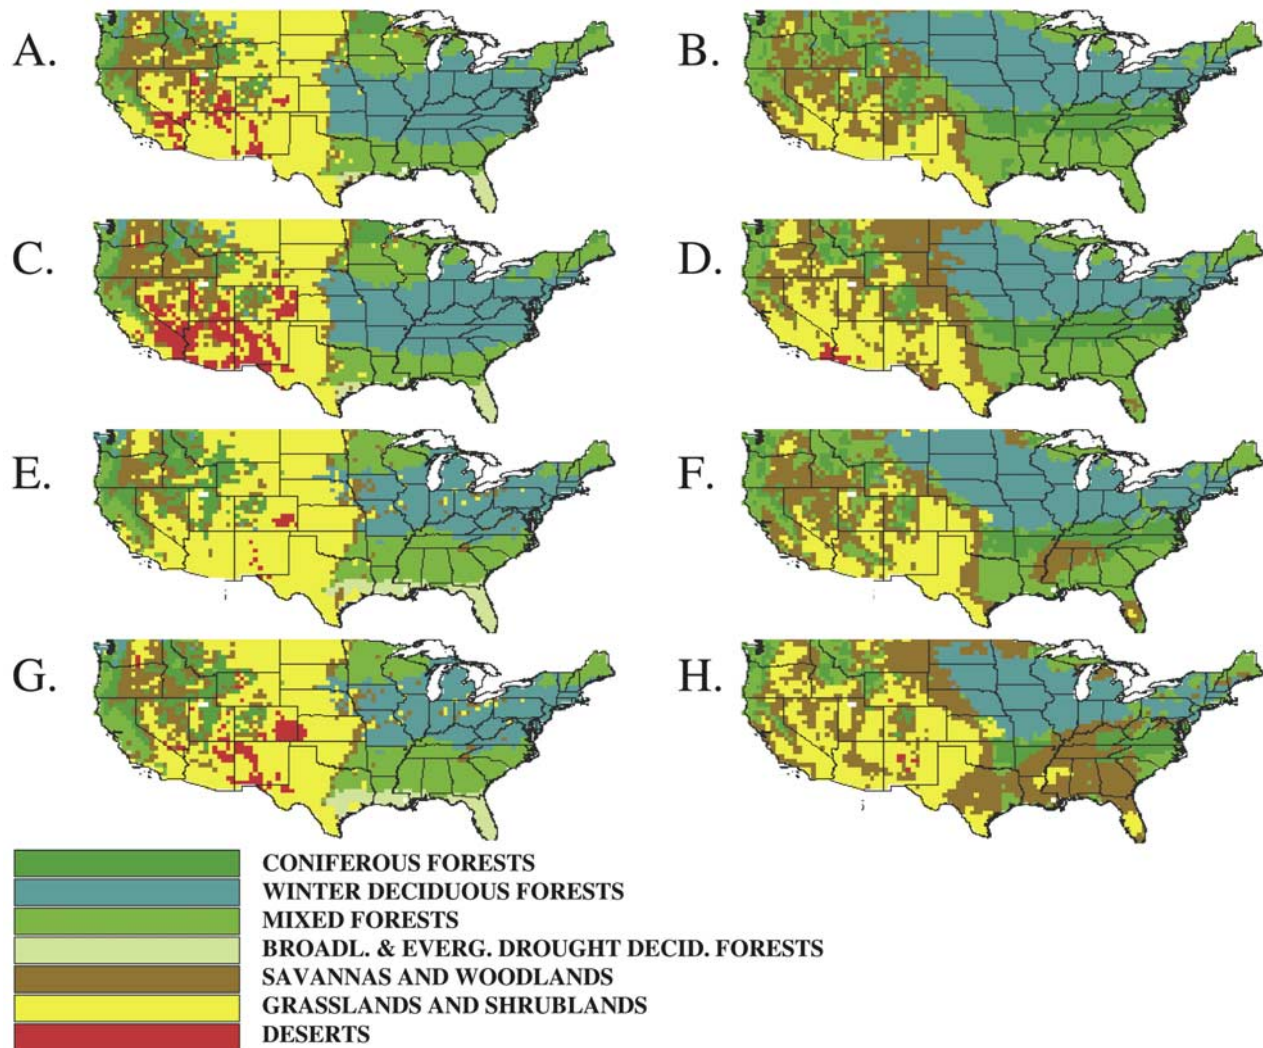 A.
B.
C.
D.
E.
F.
G.
H.
CONIFEROUS FORESTS
WINTER DECIDUOUS FORESTS
MIXED FORESTS
BROADL. & EVERG. DROUGHT DECID. FORESTS
SAVANNAS AND WOODLANDS
GRASSLANDS AND SHRUBLANDS
DESERTS